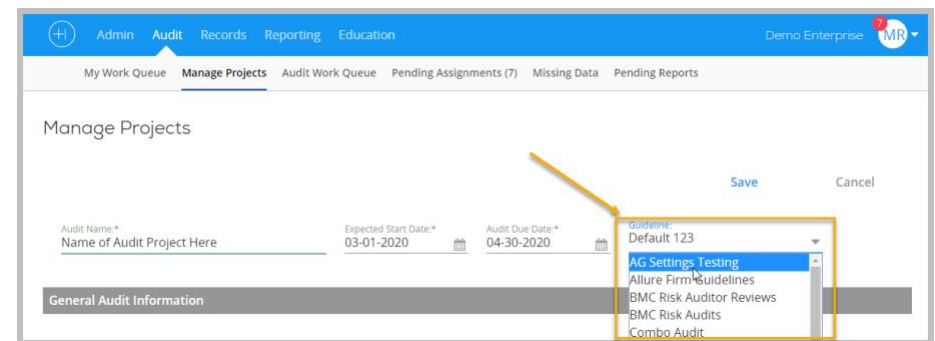 Admin Audit Records Reporting Education Demo Enterprise 7 MR
My Work Queue Manage Projects Audit Work Queue Pending Assignments (7) Missing Data Pending Reports
Manage Projects
Save Cancel
Audit Name:* Expected Start Date:* Audit Due Date:* Guideline:
Name of Audit Project Here 03-01-2020 04-30-2020 Default 123
AG Settings Testing
Allure Firm Guidelines
General Audit Information BMC Risk Auditor Reviews
BMC Risk Audits
Combo Audit